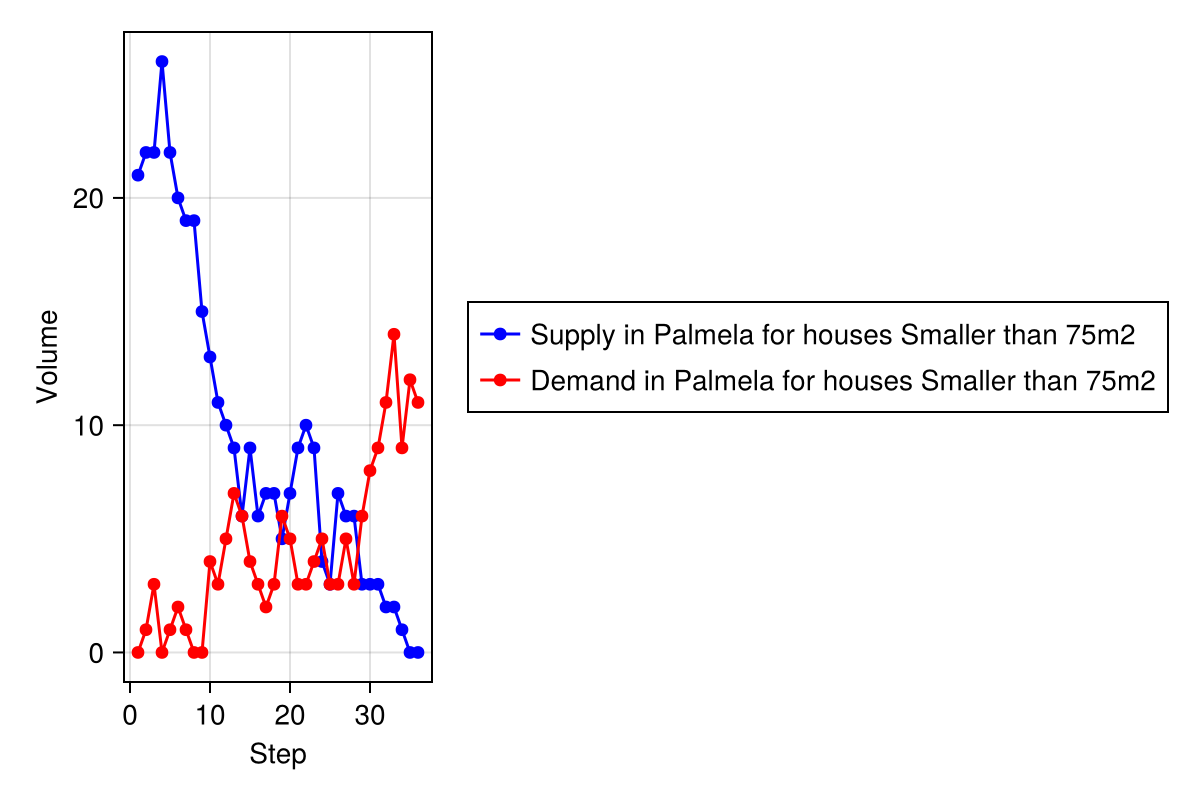 Volume
20
10
0
0 10 20 30
Step
Supply in Palmela for houses Smaller than 75m2
Demand in Palmela for houses Smaller than 75m2